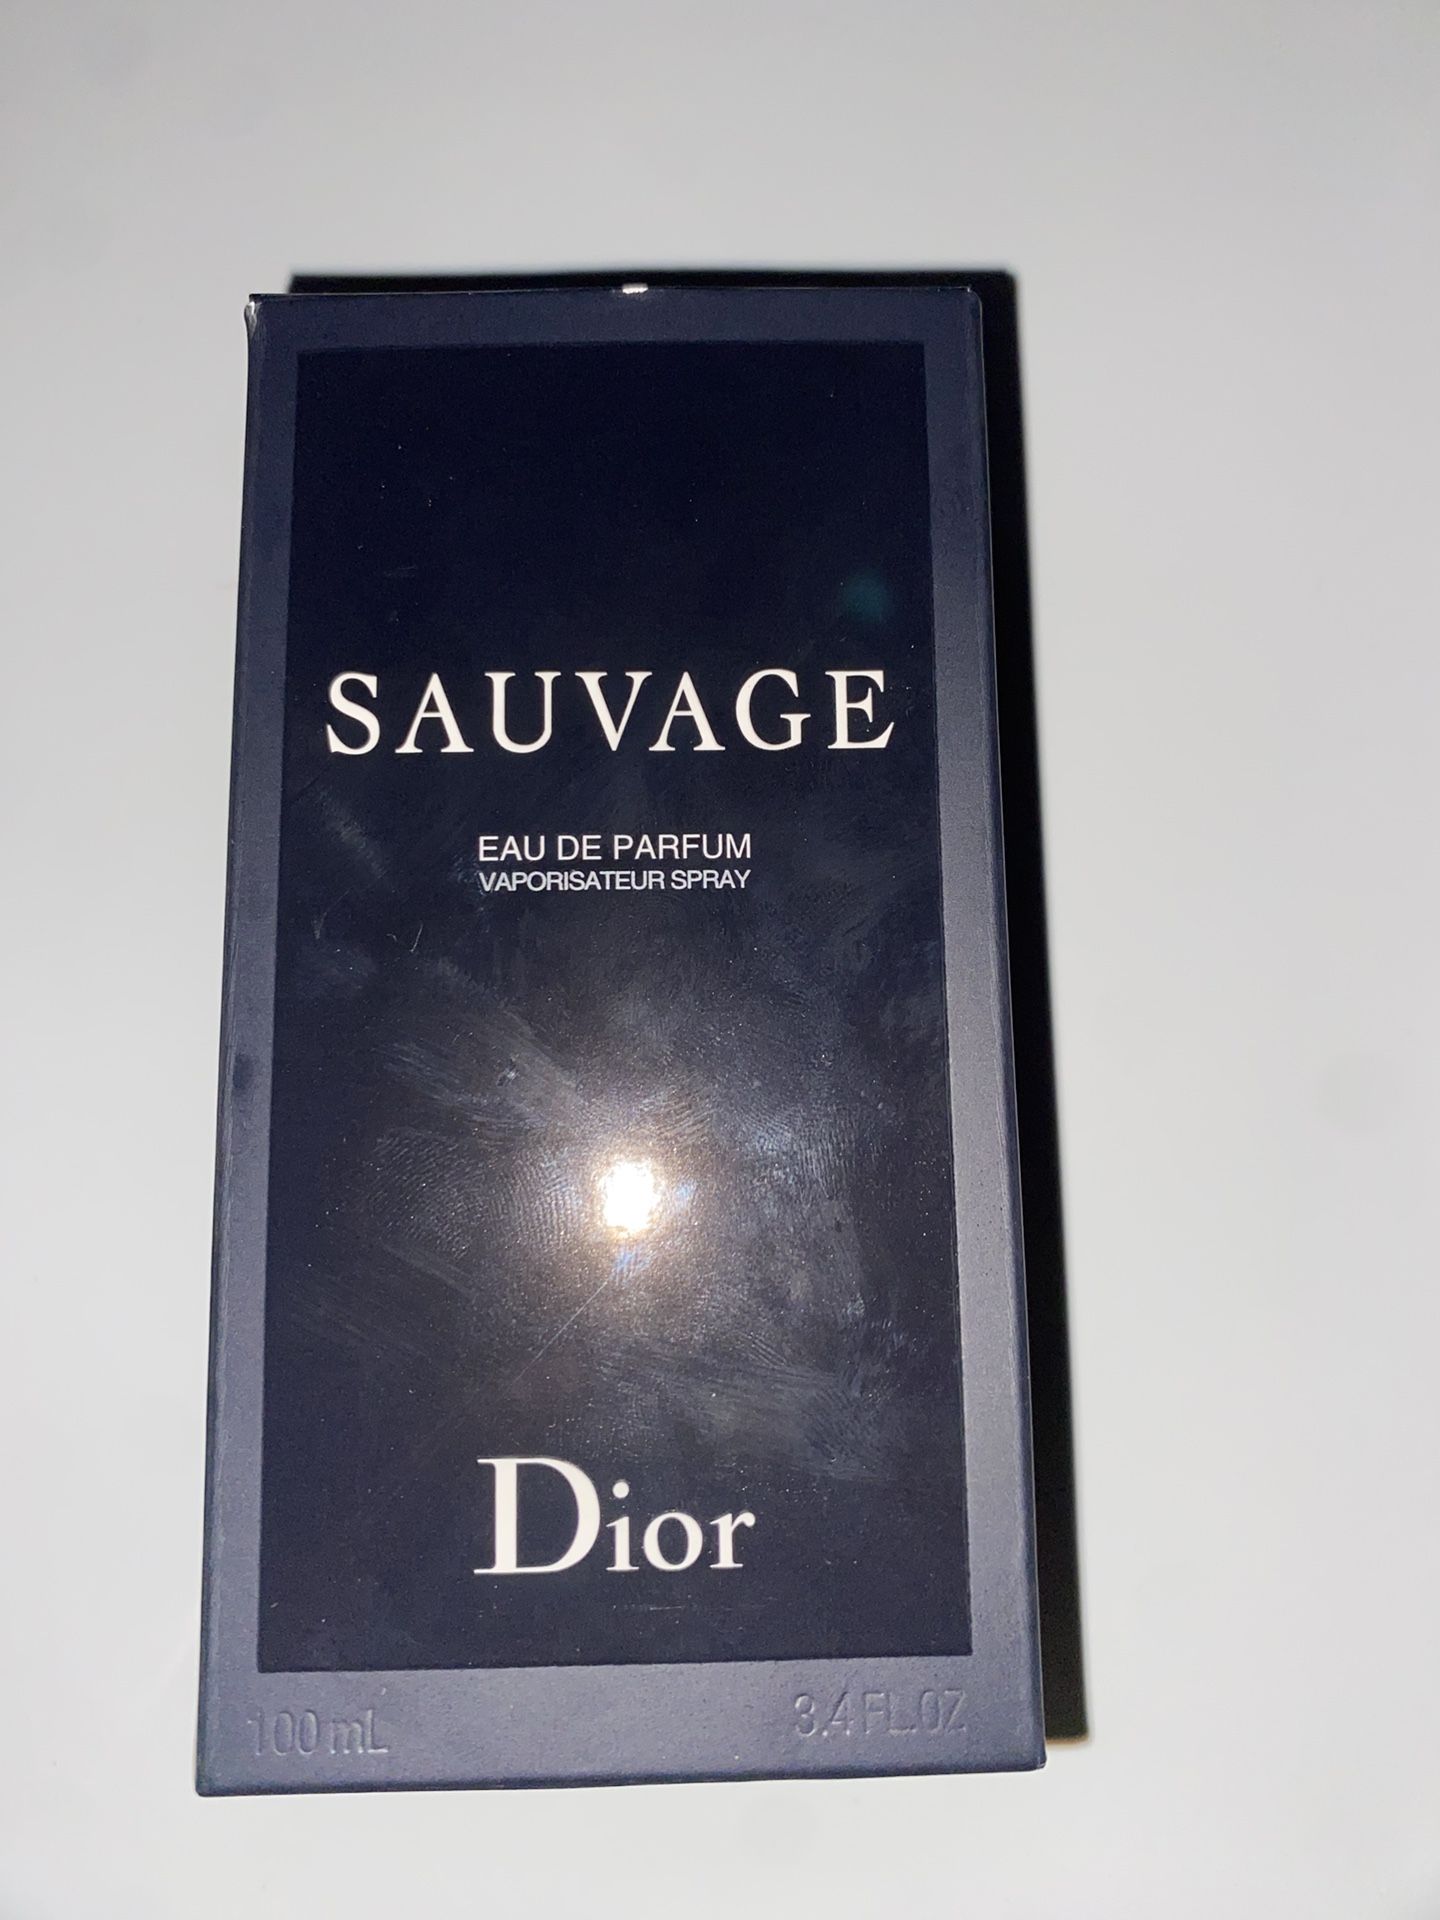 SAUVAGE
EAU DE PARFUM
VAPORISATEUR SPRAY
Dior
100 mL 3.4 FL.OZ